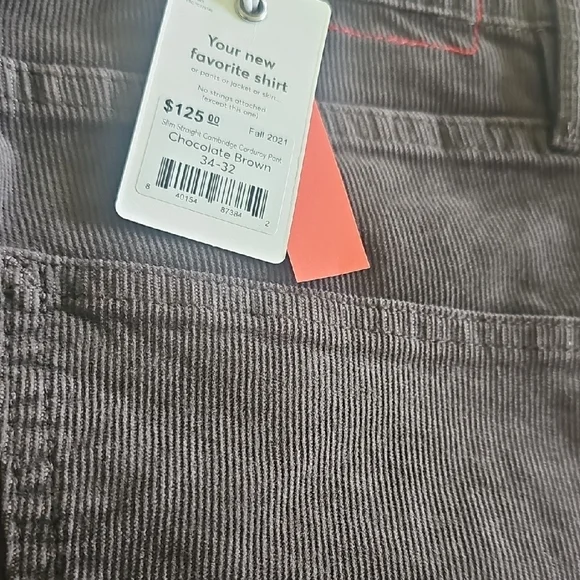 Your new
favorite shirt
or pants or jacket or skirt.
No strings attached
(except this one).
$125.00
Fall 2021
Slim Straight Cambridge Corduroy Pant
Chocolate Brown
34-32
8 40154 87384 2